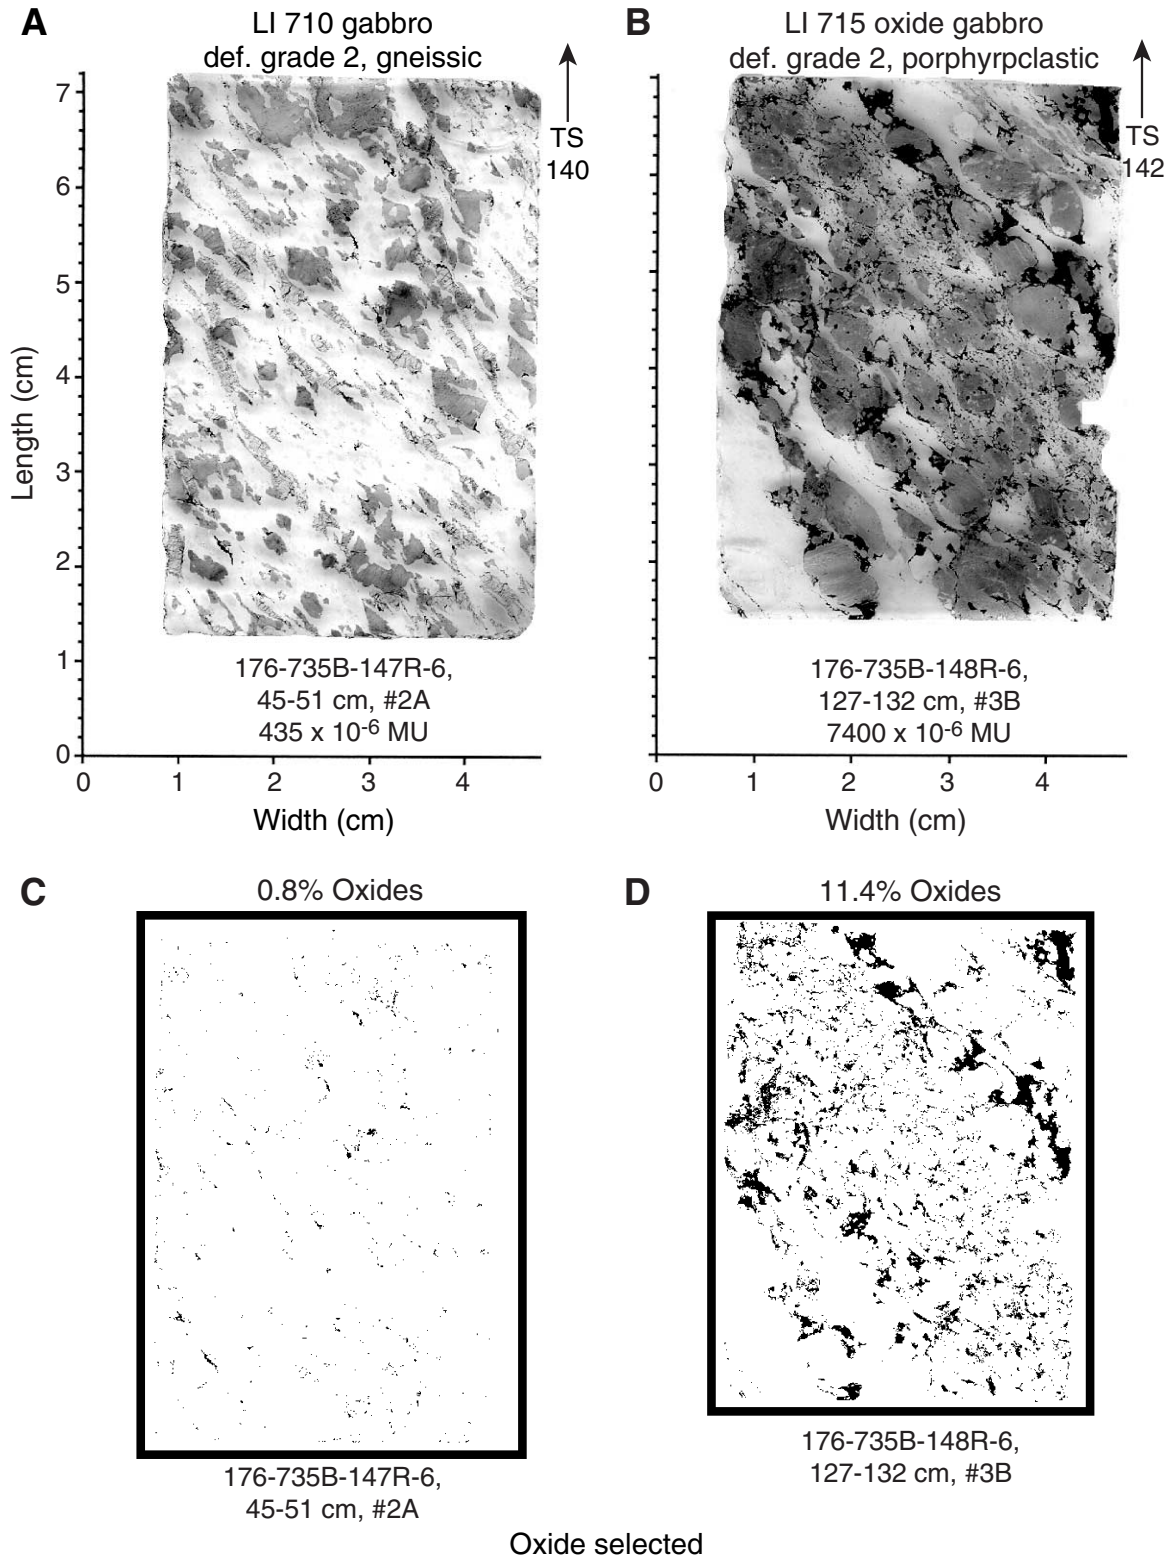 A
LI 710 gabbro
def. grade 2, gneissic
TS
140
Length (cm)
7
6
5
4
3
2
1
0
176-735B-147R-6,
45-51 cm, #2A
435 x 10-6 MU
0 1 2 3 4
Width (cm)
B
LI 715 oxide gabbro
def. grade 2, porphyrpclastic
TS
142
176-735B-148R-6,
127-132 cm, #3B
7400 x 10-6 MU
0 1 2 3 4
Width (cm)
C
0.8% Oxides
176-735B-147R-6,
45-51 cm, #2A
D
11.4% Oxides
176-735B-148R-6,
127-132 cm, #3B
Oxide selected